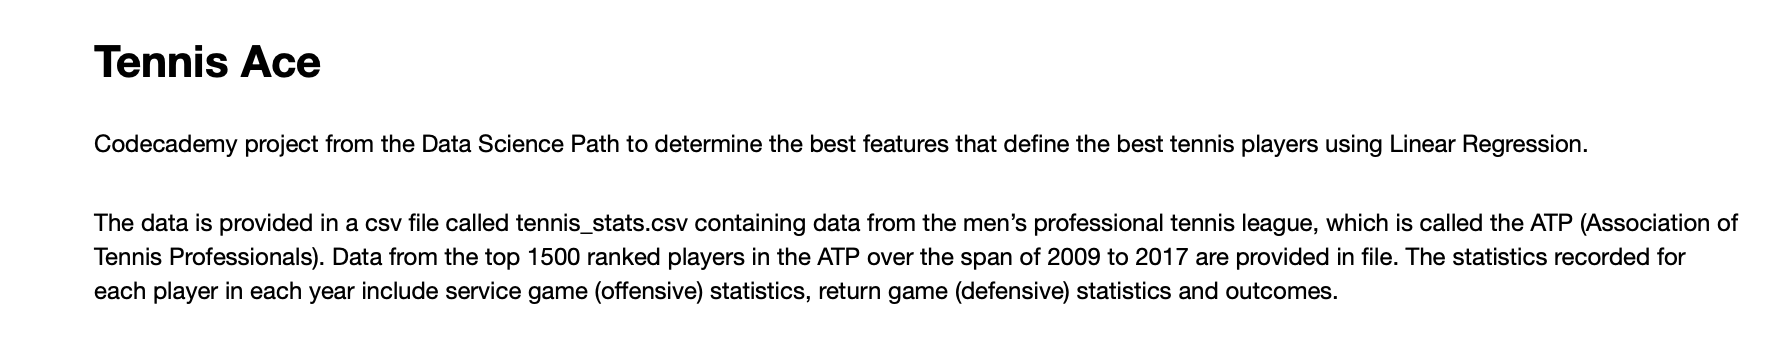 Tennis Ace
Codecademy project from the Data Science Path to determine the best features that define the best tennis players using Linear Regression.
The data is provided in a csv file called tennis_stats.csv containing data from the men’s professional tennis league, which is called the ATP (Association of
Tennis Professionals). Data from the top 1500 ranked players in the ATP over the span of 2009 to 2017 are provided in file. The statistics recorded for
each player in each year include service game (offensive) statistics, return game (defensive) statistics and outcomes.